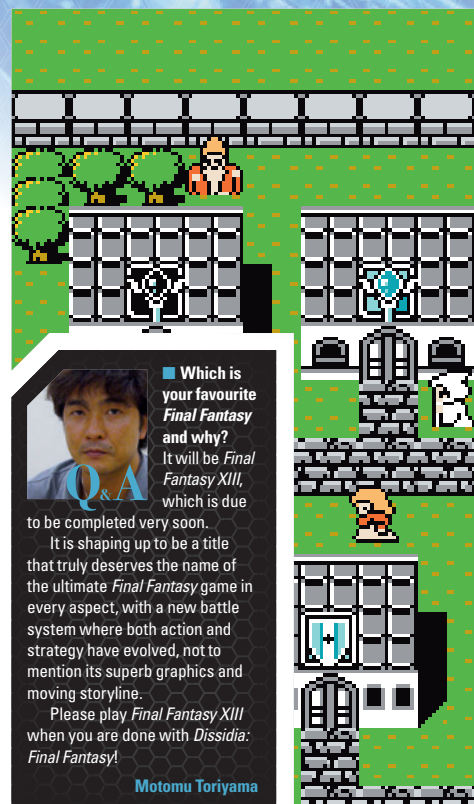 ■ Which is
your favourite
Final Fantasy
and why?
It will be Final
Fantasy XIII,
which is due
to be completed very soon.
It is shaping up to be a title
that truly deserves the name of
the ultimate Final Fantasy game in
every aspect, with a new battle
system where both action and
strategy have evolved, not to
mention its superb graphics and
moving storyline.
Please play Final Fantasy XIII
when you are done with Dissidia:
Final Fantasy!
Motomu Toriyama
Q&A